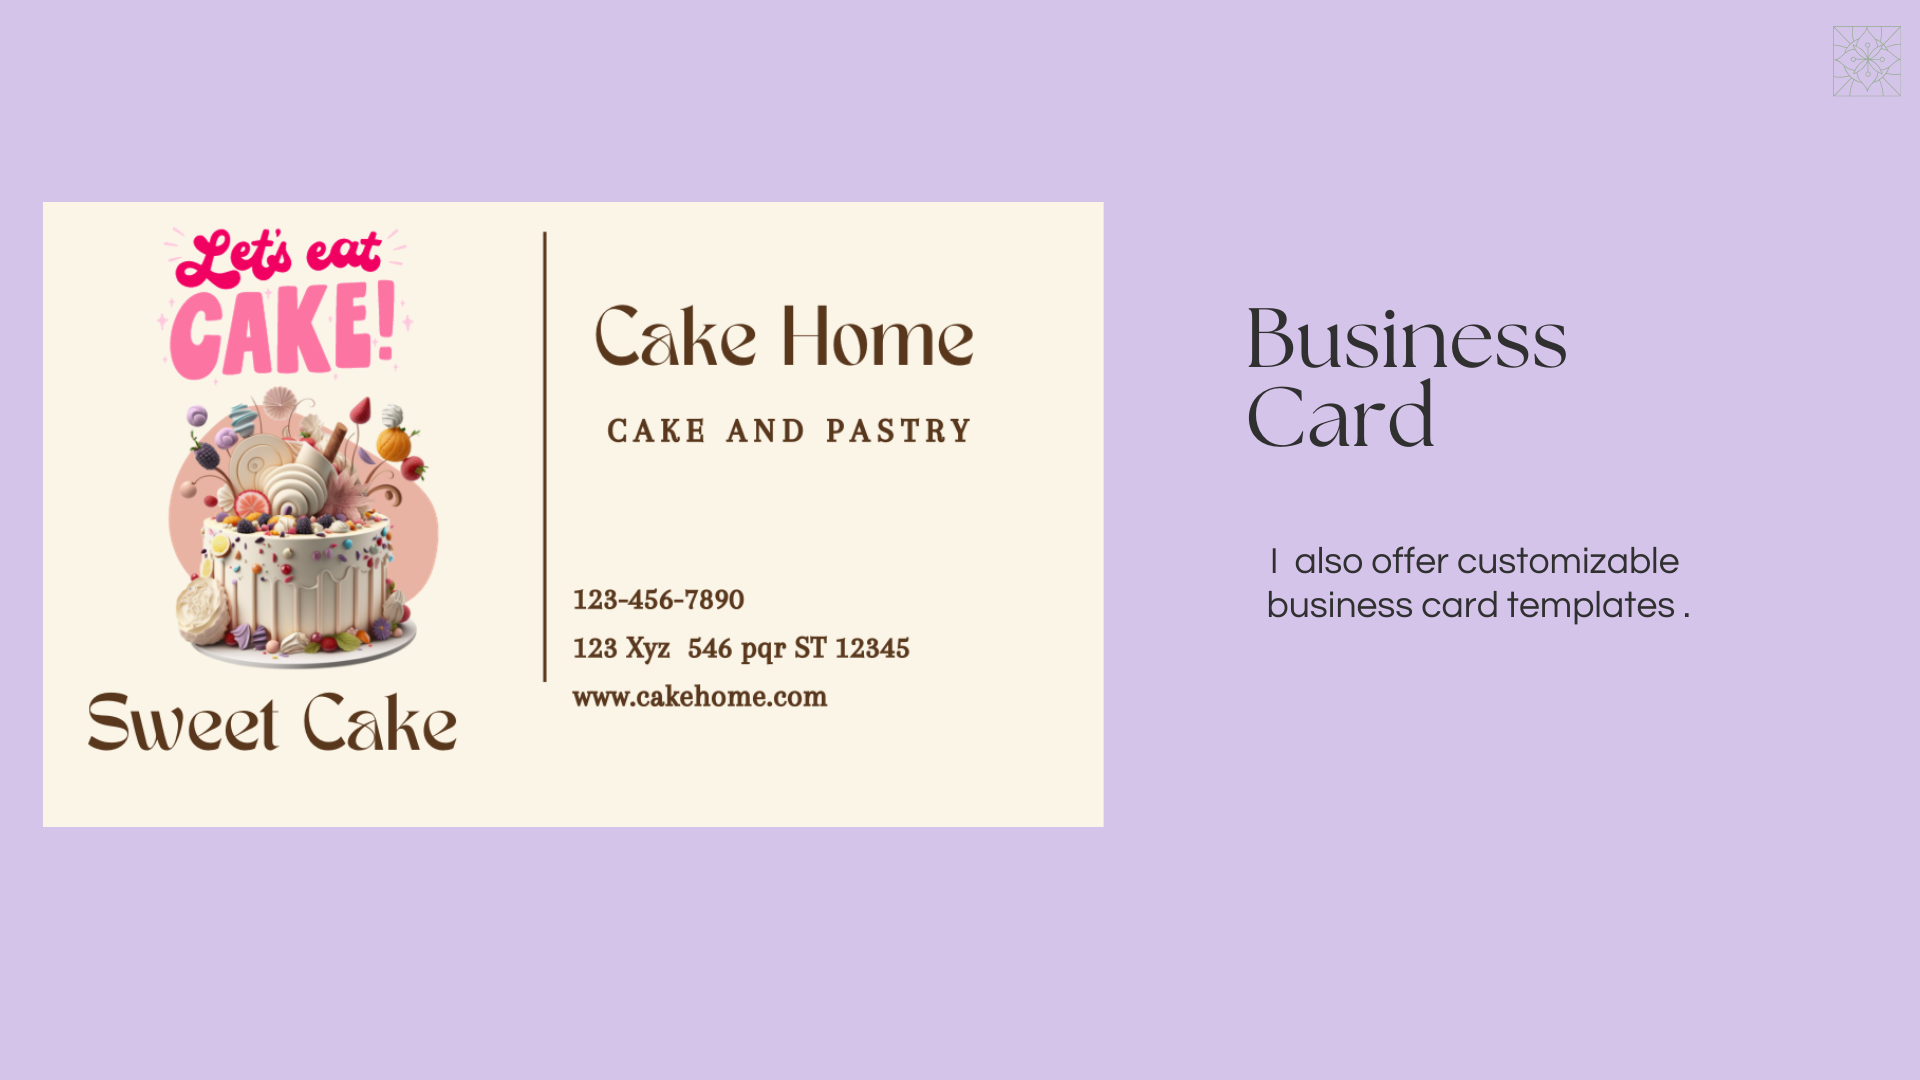 Let's eat
CAKE!
Sweet Cake
Cake Home
CAKE AND PASTRY
123-456-7890
123 Xyz  546 pqr ST 12345
www.cakehome.com
Business
Card
I  also offer customizable
business card templates .